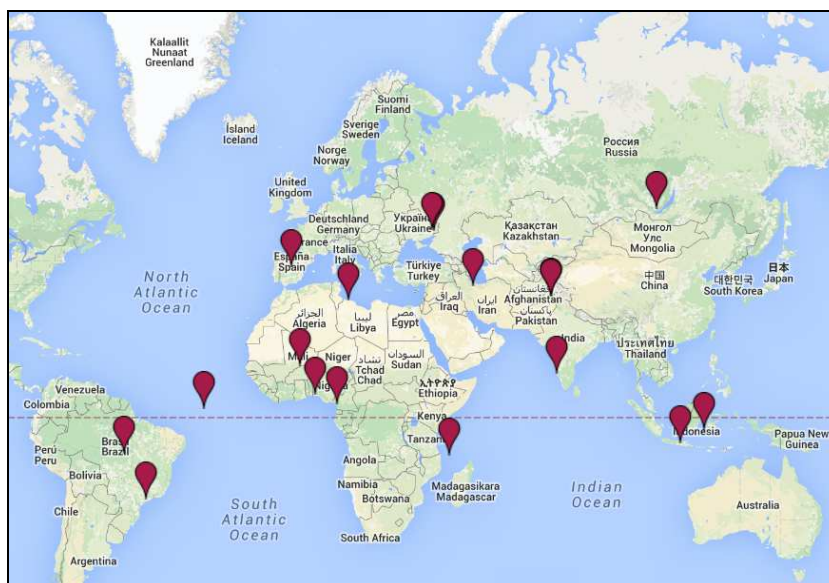 Kalaallit
Nunaat
Greenland
Ísland
Iceland
Suomi
Finland
Sverige
Sweden
Norge
Norway
Россия
Russia
United
Kingdom
Deutschland
Germany
Україна
Ukraine
Қазақстан
Kazakhstan
Монгол
Улс
Mongolia
France
Italia
Italy
España
Spain
Türkiye
Turkey
中国
China
대한민국
South Korea
日本
Japan
North
Atlantic
Ocean
العراق
Iraq
ایران
Iran
افغانستان
Afghanistan
پاکستان
Pakistan
الجزائر
Algeria
ليبيا
Libya
مصر
Egypt
India
ประเทศไทย
Thailand
Mali
Niger
تشاد
Chad
السودان
Sudan
Nigeria
ኢትዮጵያ
Ethiopia
Venezuela
Colombia
Kenya
Brasil
Brazil
Perú
Peru
Tanzania
Indonesia
Papua New
Guinea
Bolivia
Angola
Namibia
Botswana
Madagasikara
Madagascar
Chile
South
Atlantic
Ocean
Indian
Ocean
Australia
South Africa
Argentina